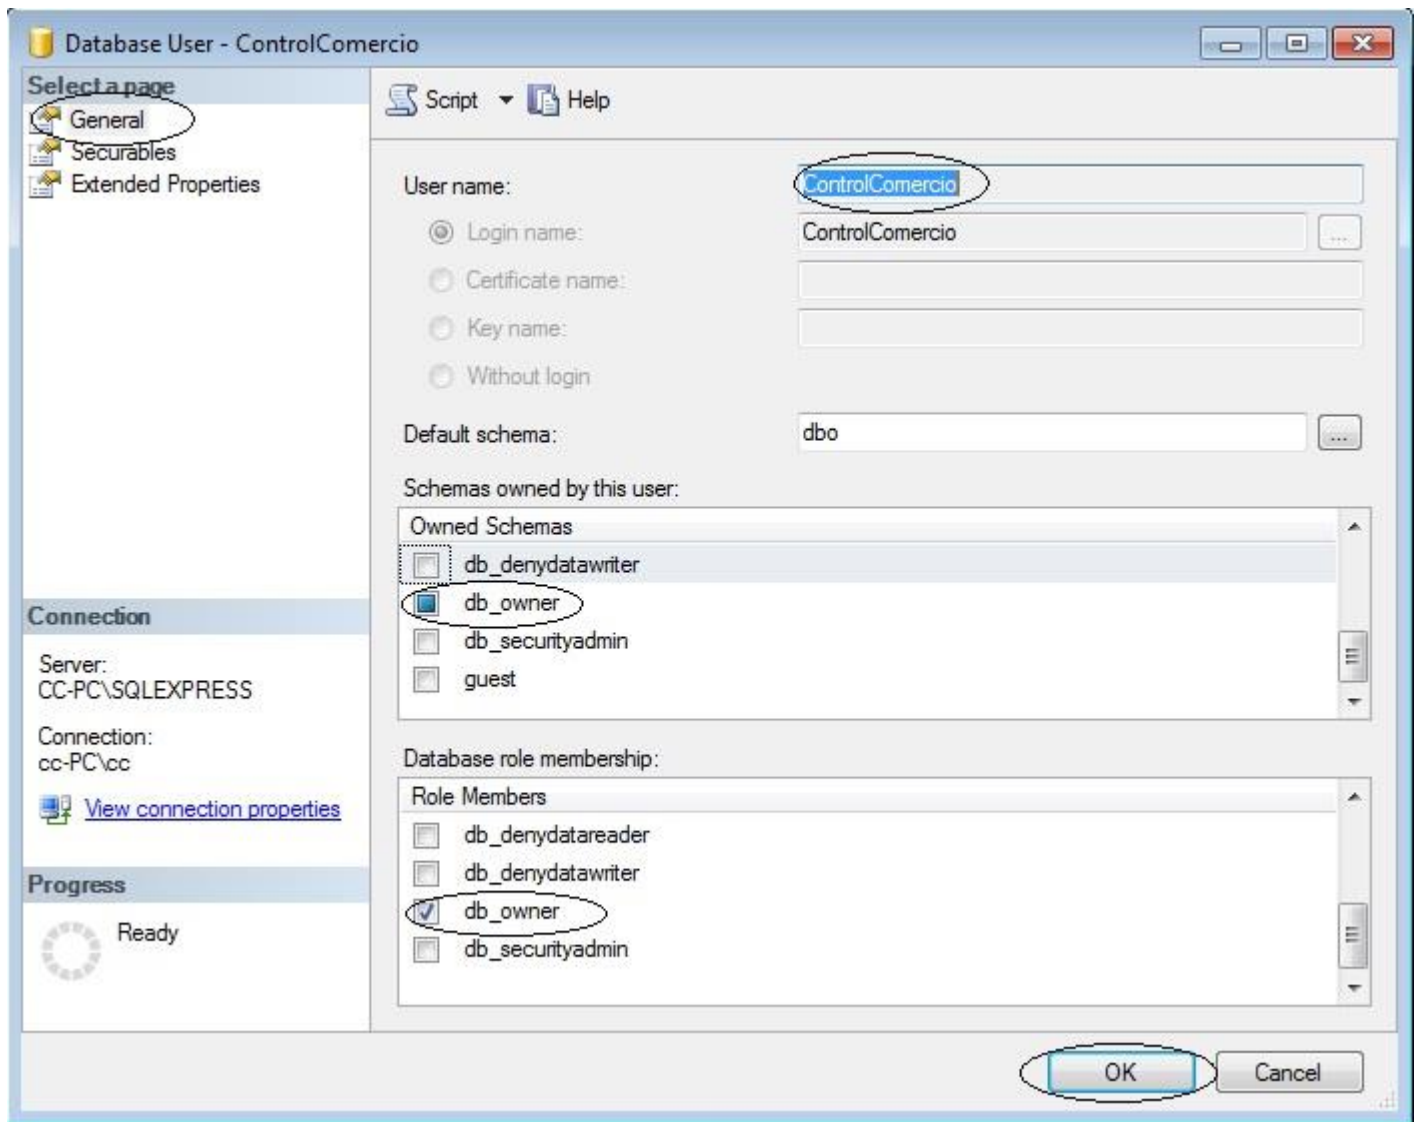 Database User - ControlComercio
Select a page
General
Securables
Extended Properties
Script
Help
User name:
ControlComercio
Login name:
ControlComercio
...
Certificate name:
Key name:
Without login
Default schema:
dbo
...
Schemas owned by this user:
Owned Schemas
db_denydatawriter
db_owner
db_securityadmin
guest
Database role membership:
Role Members
db_denydatareader
db_denydatawriter
db_owner
db_securityadmin
Connection
Server:
CC-PC\SQLEXPRESS
Connection:
cc-PC\cc
View connection properties
Progress
Ready
OK
Cancel